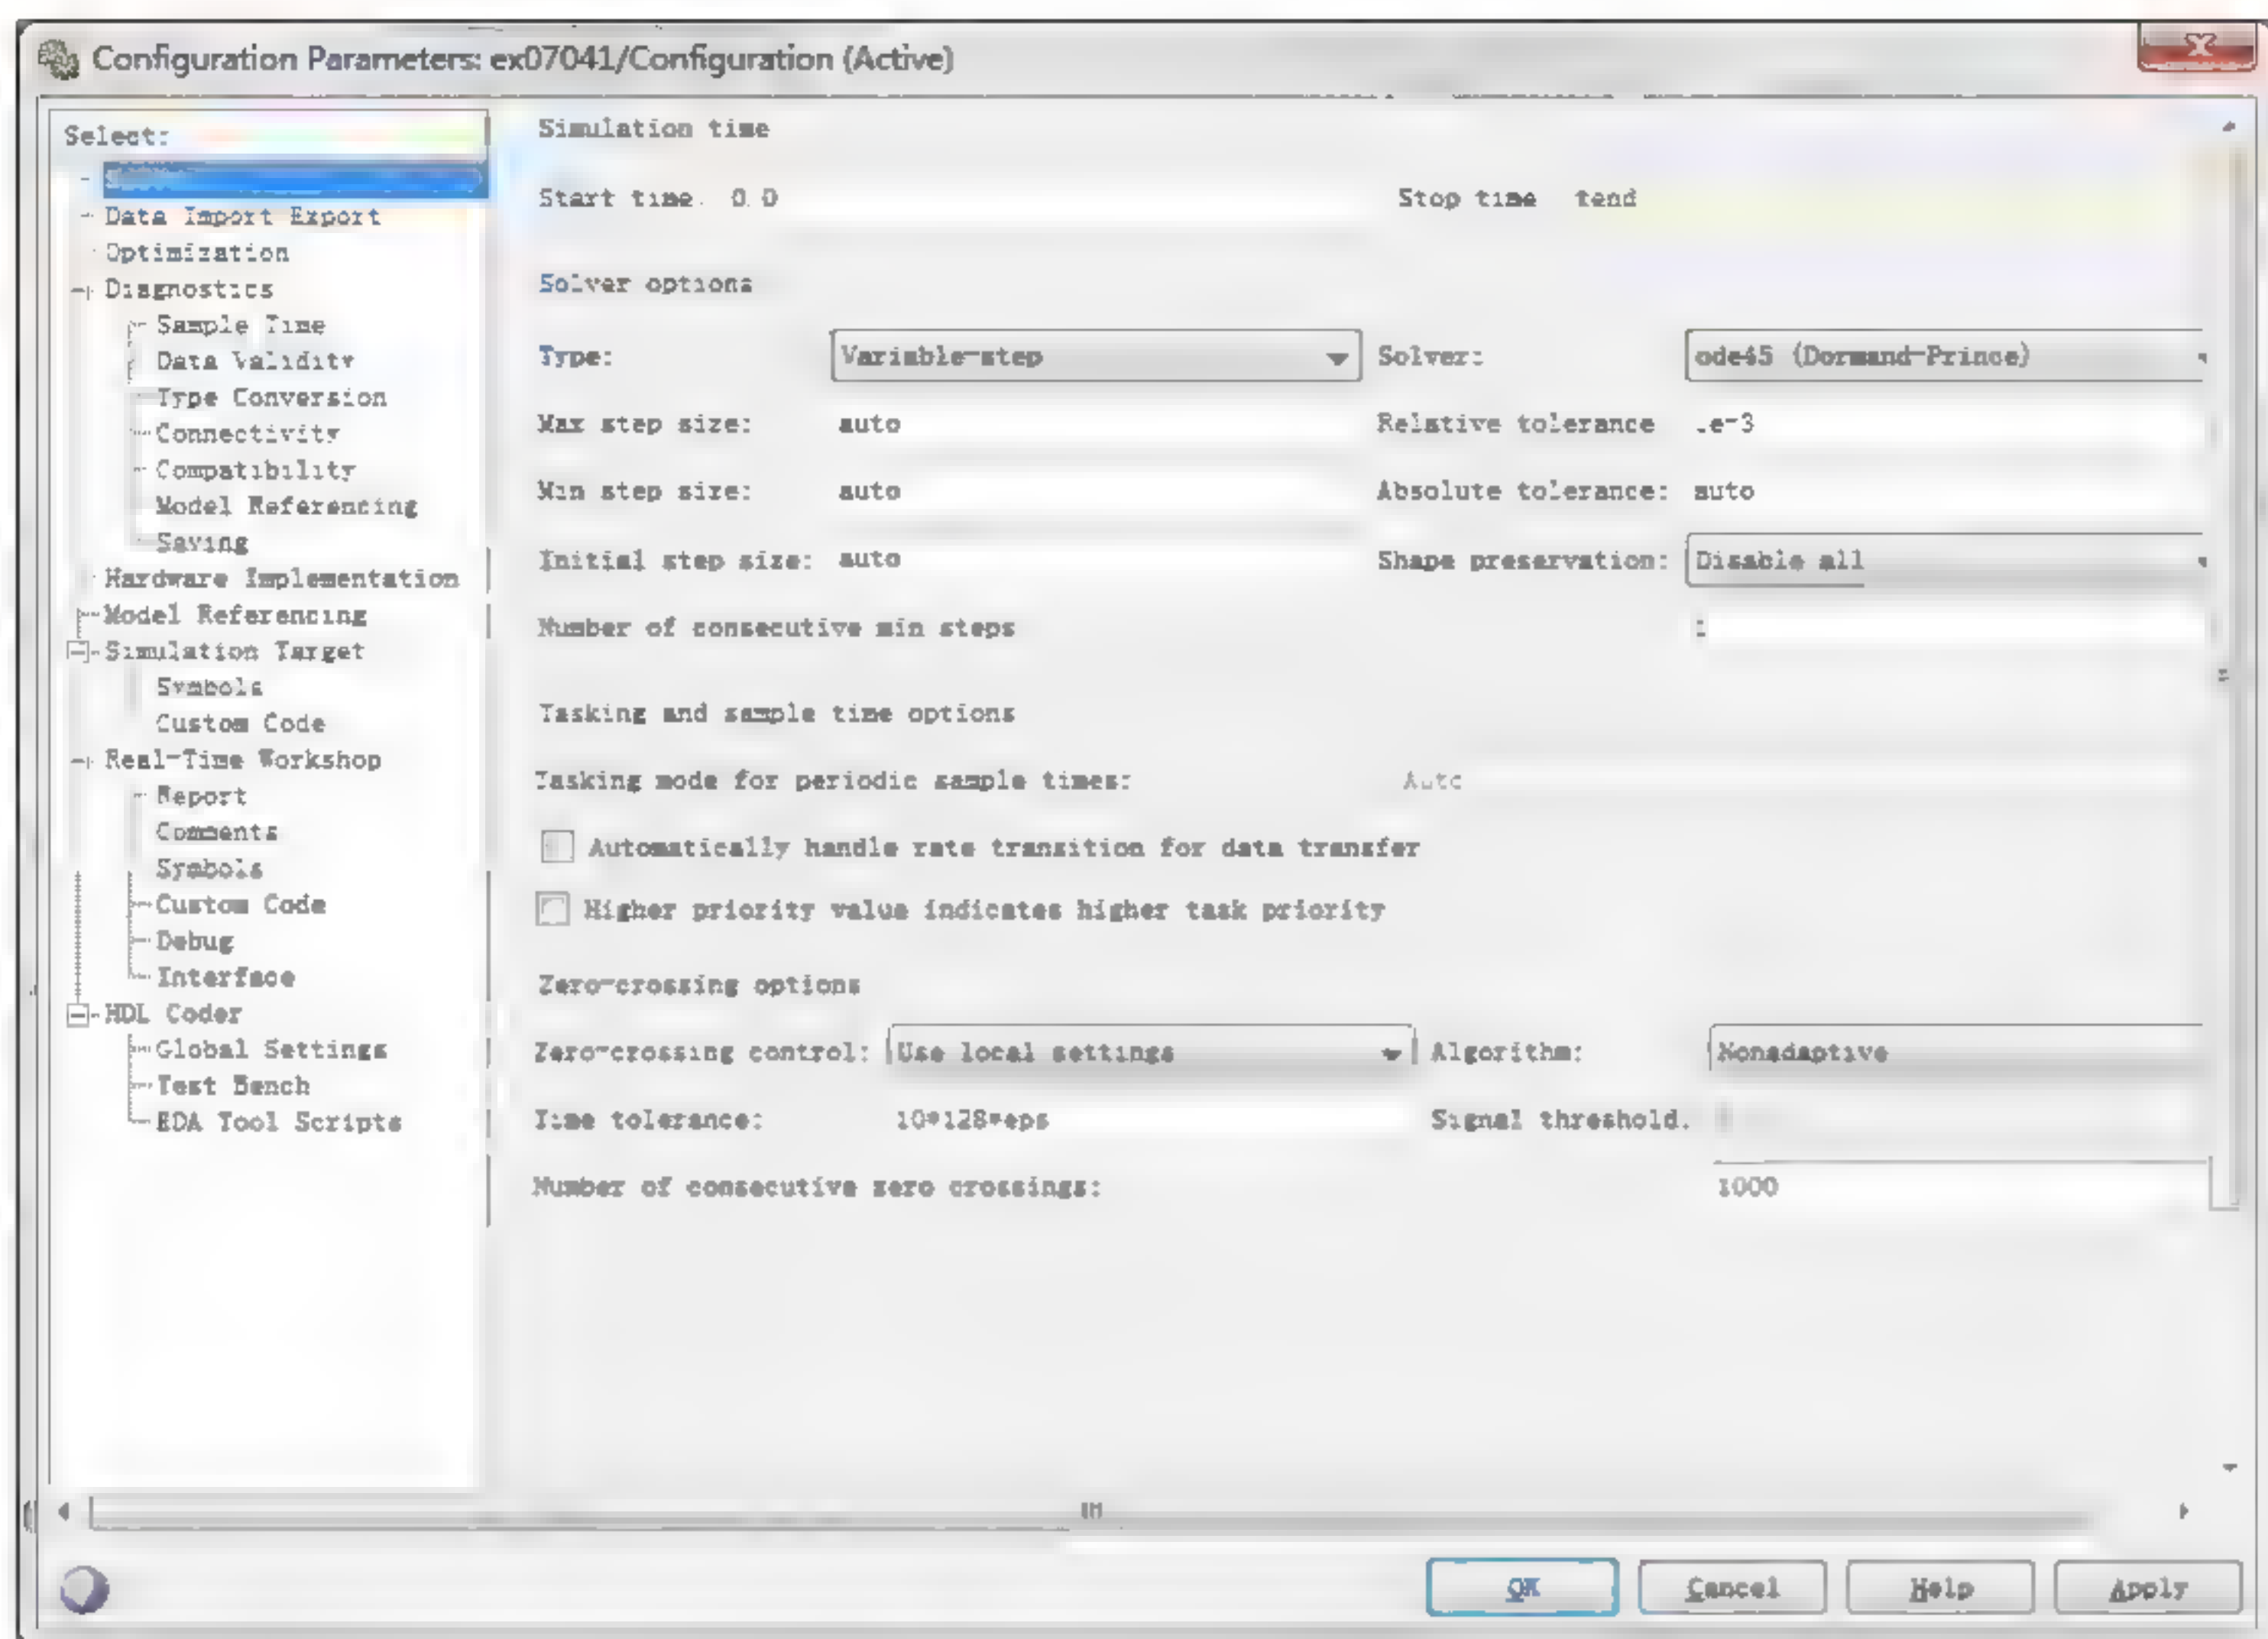 Configuration Parameters: ex07041/Configuration (Active)
Select:
Data Import Export
Optimization
Diagnostics
Sample Time
Data Validity
Type Conversion
Connectivity
Compatibility
Model Referencing
Saving
Hardware Implementation
Model Referencing
Simulation Target
Symbols
Custom Code
Real-Time Workshop
Report
Comments
Symbols
Custom Code
Debug
Interface
HDL Coder
Global Settings
Test Bench
EDA Tool Scripts
Simulation time
Start time: 0.0 Stop time tend
Solver options
Type: Variable-step Solver: ode45 (Dormand-Prince)
Max step size: auto Relative tolerance
Min step size: auto Absolute tolerance: auto
Initial step size: auto Shape preservation: Disable all
Number of consecutive min steps
Tasking and sample time options
Tasking mode for periodic sample times: Auto
Automatically handle rate transition for data transfer
Higher priority value indicates higher task priority
Zero-crossing options
Zero-crossing control: Use local settings Algorithm: Nonadaptive
Time tolerance: 10*128*eps Signal threshold:
Number of consecutive zero crossings: 1000
OK Cancel Help Apply